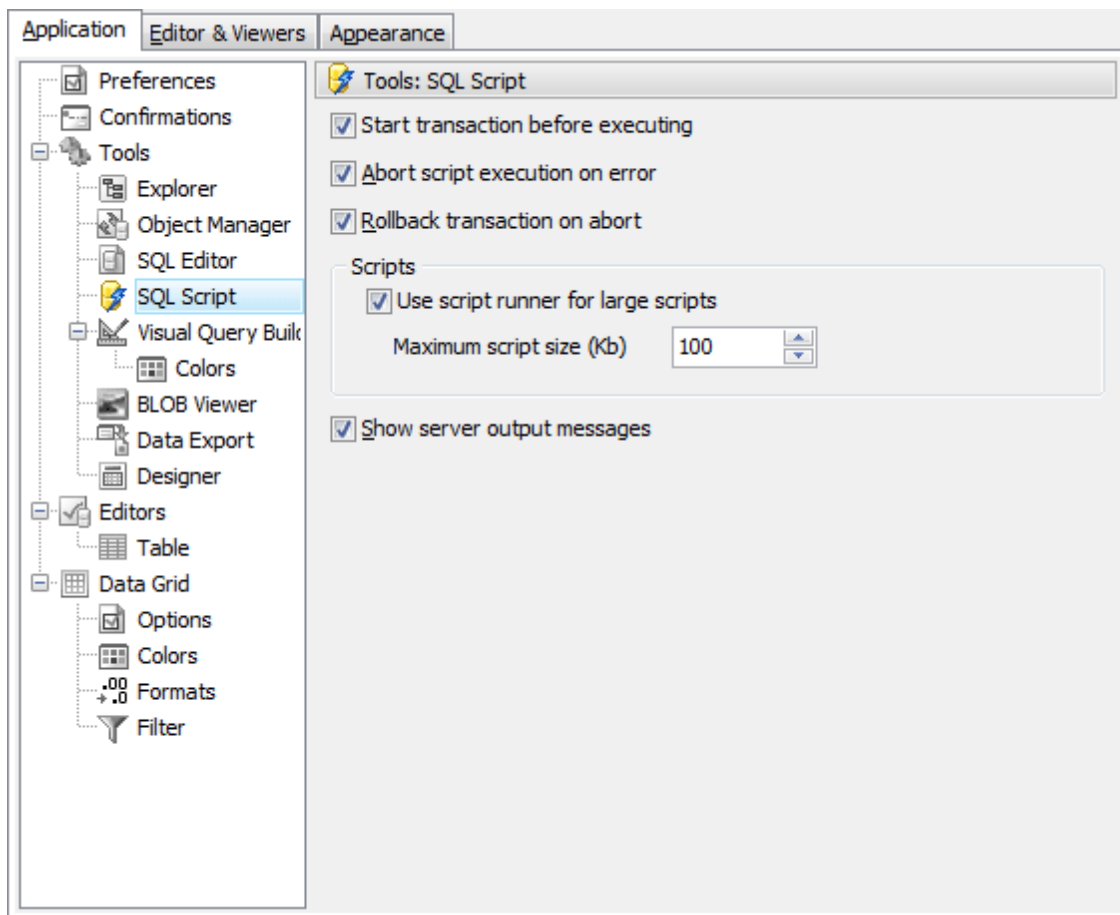 Application
Editor & Viewers
Appearance
Preferences
Confirmations
Tools
Explorer
Object Manager
SQL Editor
SQL Script
Visual Query Build
Colors
BLOB Viewer
Data Export
Designer
Editors
Table
Data Grid
Options
Colors
Formats
Filter
Tools: SQL Script
Start transaction before executing
Abort script execution on error
Rollback transaction on abort
Scripts
Use script runner for large scripts
Maximum script size (Kb) 100
Show server output messages